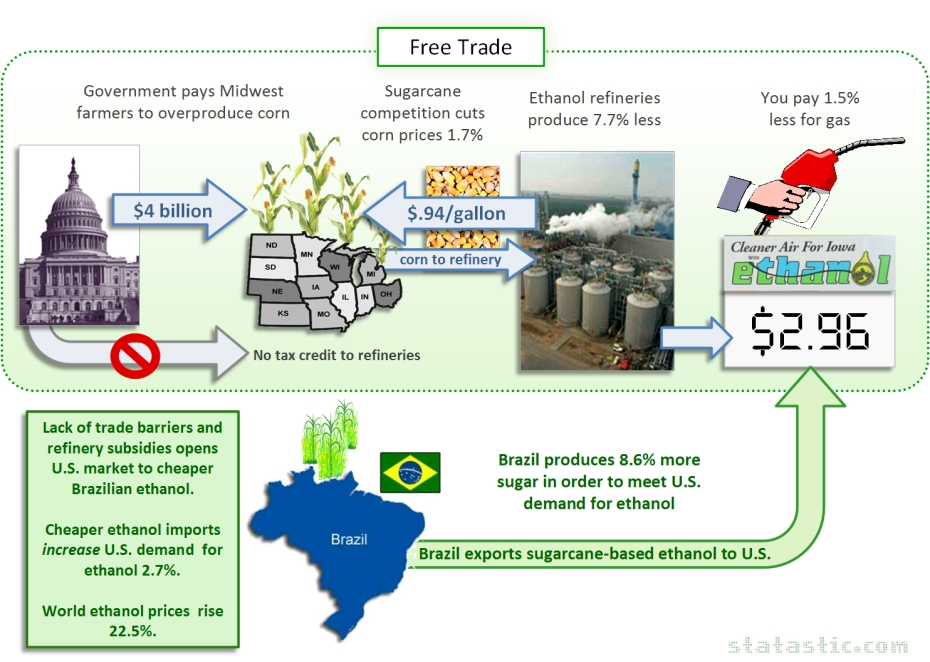 Free Trade
Government pays Midwest
farmers to overproduce corn
Sugarcane
competition cuts
corn prices 1.7%
Ethanol refineries
produce 7.7% less
You pay 1.5%
less for gas
$4 billion
$.94/gallon
corn to refinery
ND
MN
SD
WI
MI
NE
IA
IL
IN
OH
KS
MO
Cleaner Air For Iowa
With
ethanol
$2.96
No tax credit to refineries
Lack of trade barriers and
refinery subsidies opens
U.S. market to cheaper
Brazilian ethanol.
Cheaper ethanol imports
increase U.S. demand for
ethanol 2.7%.
World ethanol prices rise
22.5%.
Brazil
Brazil produces 8.6% more
sugar in order to meet U.S.
demand for ethanol
Brazil exports sugarcane-based ethanol to U.S.
statastic.com